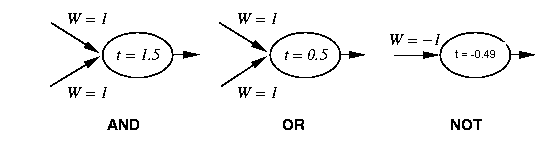 W = 1 W = 1
W = −1
t = 1.5 t = 0.5 t = -0.49
W = 1 W = 1
AND OR NOT